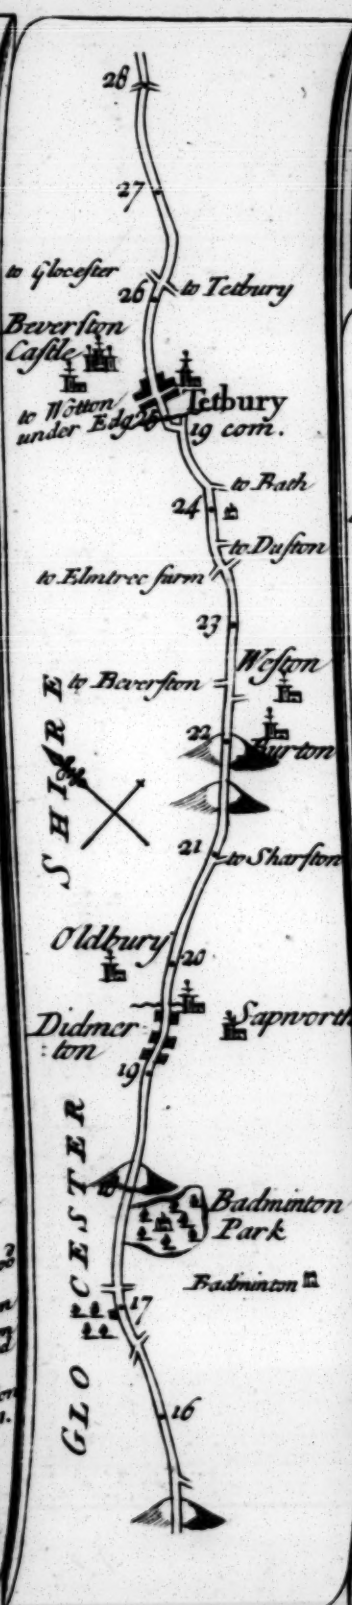 28
27
to Glocester
26
to Tetbury
Beverston
Castle
to Wotton
under Edg
25
Tetbury
19 com.
to Bath
24
to Duston
to Elmtree farm
23
Weston
to Beverston
22
Burton
21
to Sharston
Oldbury
20
Didmer
ton
Sapworth
19
18
Badminton
Park
Badminton
17
16
GLOCESTER SHIRE